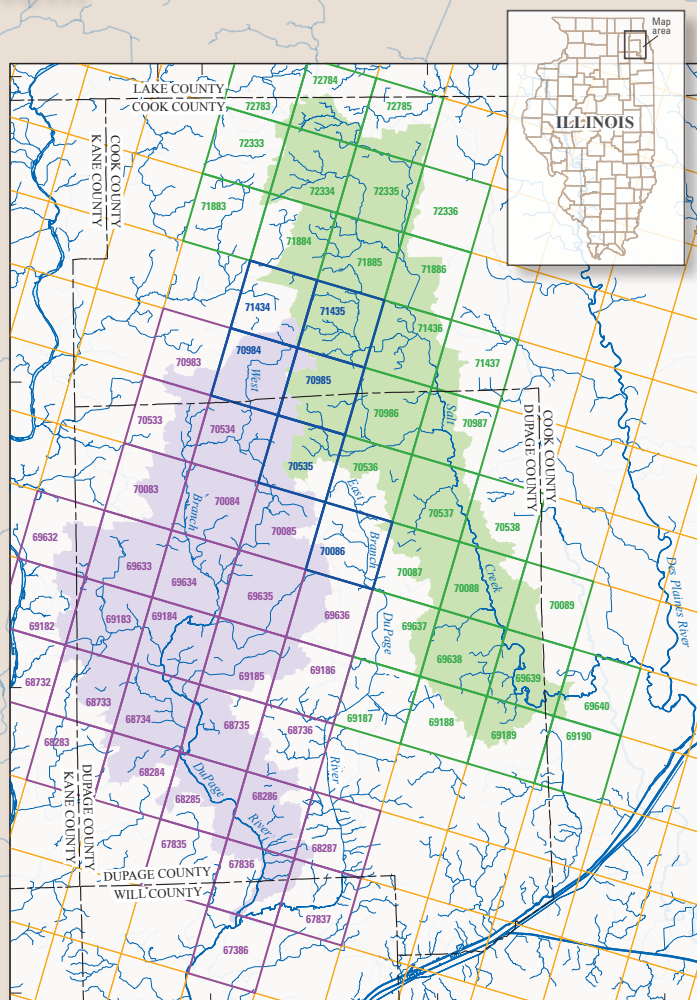 Map
area
ILLINOIS
72784
LAKE COUNTY
COOK COUNTY
72783
72785
72333
COOK COUNTY
KANE COUNTY
72334
72335
71883
72336
71884
71885
71886
71434
71435
71436
70984
70983
71437
West
70985
70986
Salt
70533
70534
70987
COOK COUNTY
DUPAGE COUNTY
70535
70536
70083
70084
East
Branch
70537
70538
70085
69632
Branch
70086
69633
70087
69634
70088
Creek
69635
70089
Des Plaines River
69182
69183
69184
69636
DuPage
69637
69638
69186
69185
68732
69639
68733
69640
68734
69187
69188
68735
68736
69189
69190
68283
68284
River
DUPAGE COUNTY
KANE COUNTY
DuPage
68285
68286
River
67835
68287
67836
DUPAGE COUNTY
WILL COUNTY
67837
67386